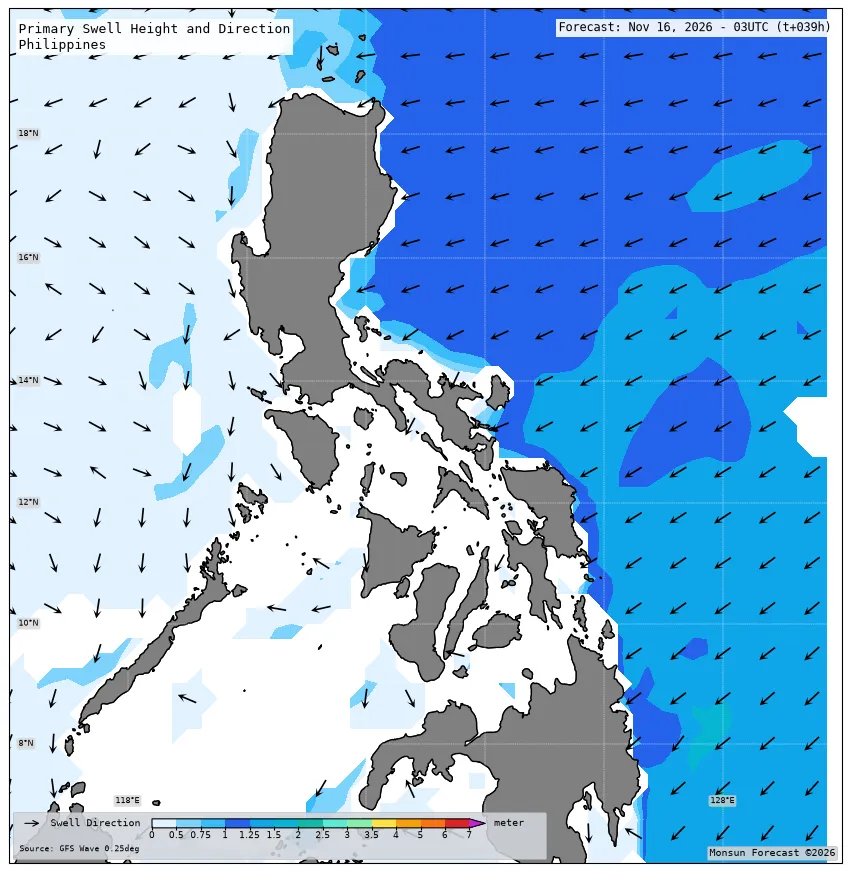 Primary Swell Height and Direction
Philippines
Forecast: Nov 16, 2026 - 03UTC (t+039h)
18°N
16°N
14°N
12°N
10°N
8°N
118°E
128°E
Swell Direction
0 0.5 0.75 1 1.25 1.5 2 2.5 3 3.5 4 5 6 7
meter
Source: GFS Wave 0.25deg
Monsun Forecast ©2026